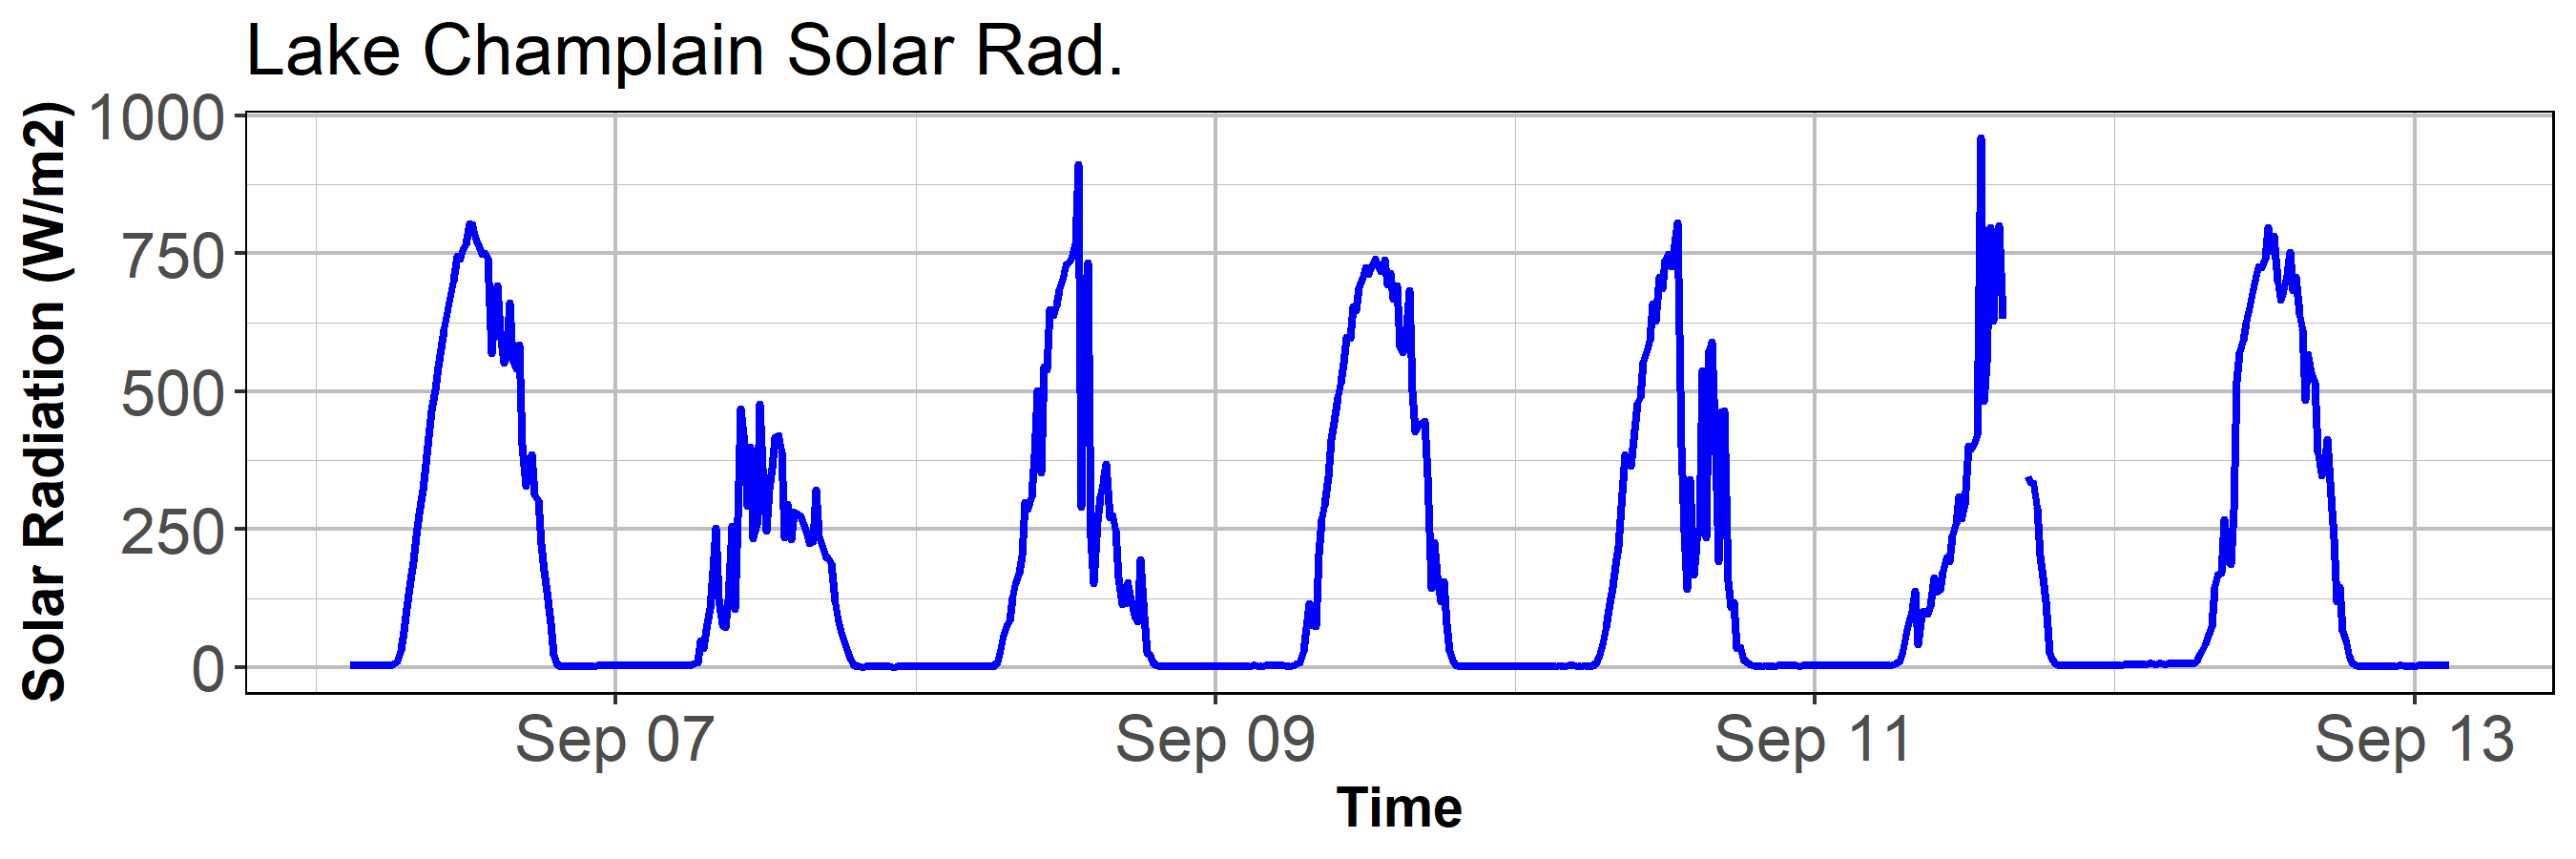 Lake Champlain Solar Rad.
Solar Radiation (W/m2)
1000
750
500
250
0
Sep 07 Sep 09 Sep 11 Sep 13
Time